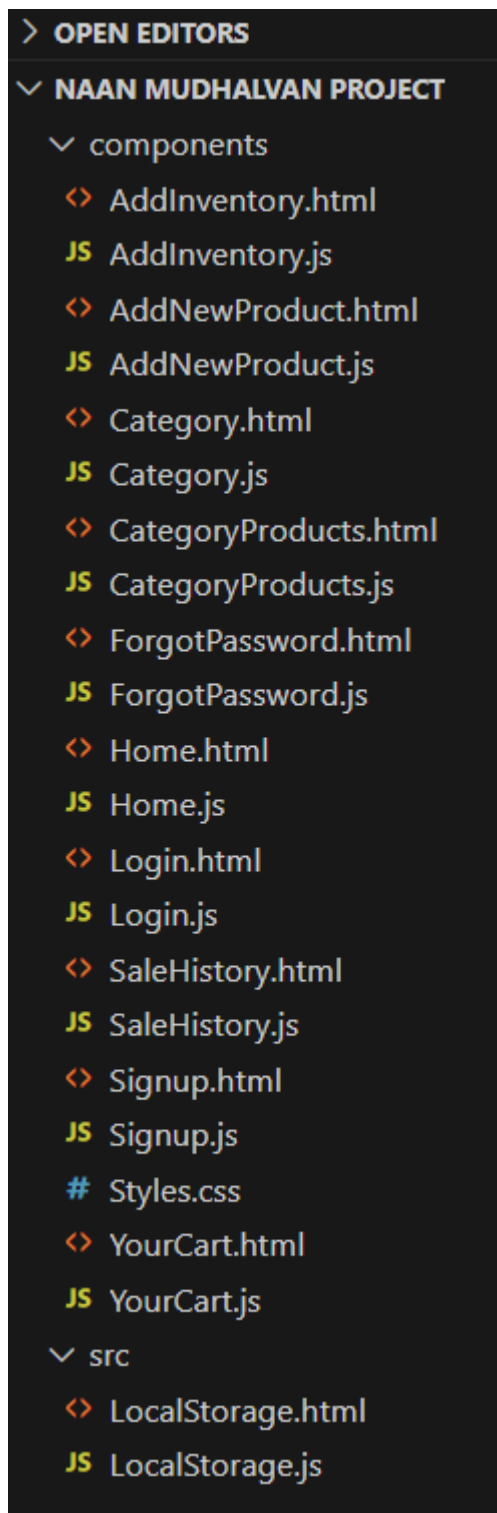 OPEN EDITORS
NAAN MUDHALVAN PROJECT
components
<> AddInventory.html
JS AddInventory.js
<> AddNewProduct.html
JS AddNewProduct.js
<> Category.html
JS Category.js
<> CategoryProducts.html
JS CategoryProducts.js
<> ForgotPassword.html
JS ForgotPassword.js
<> Home.html
JS Home.js
<> Login.html
JS Login.js
<> SaleHistory.html
JS SaleHistory.js
<> Signup.html
JS Signup.js
# Styles.css
<> YourCart.html
JS YourCart.js
src
<> LocalStorage.html
JS LocalStorage.js